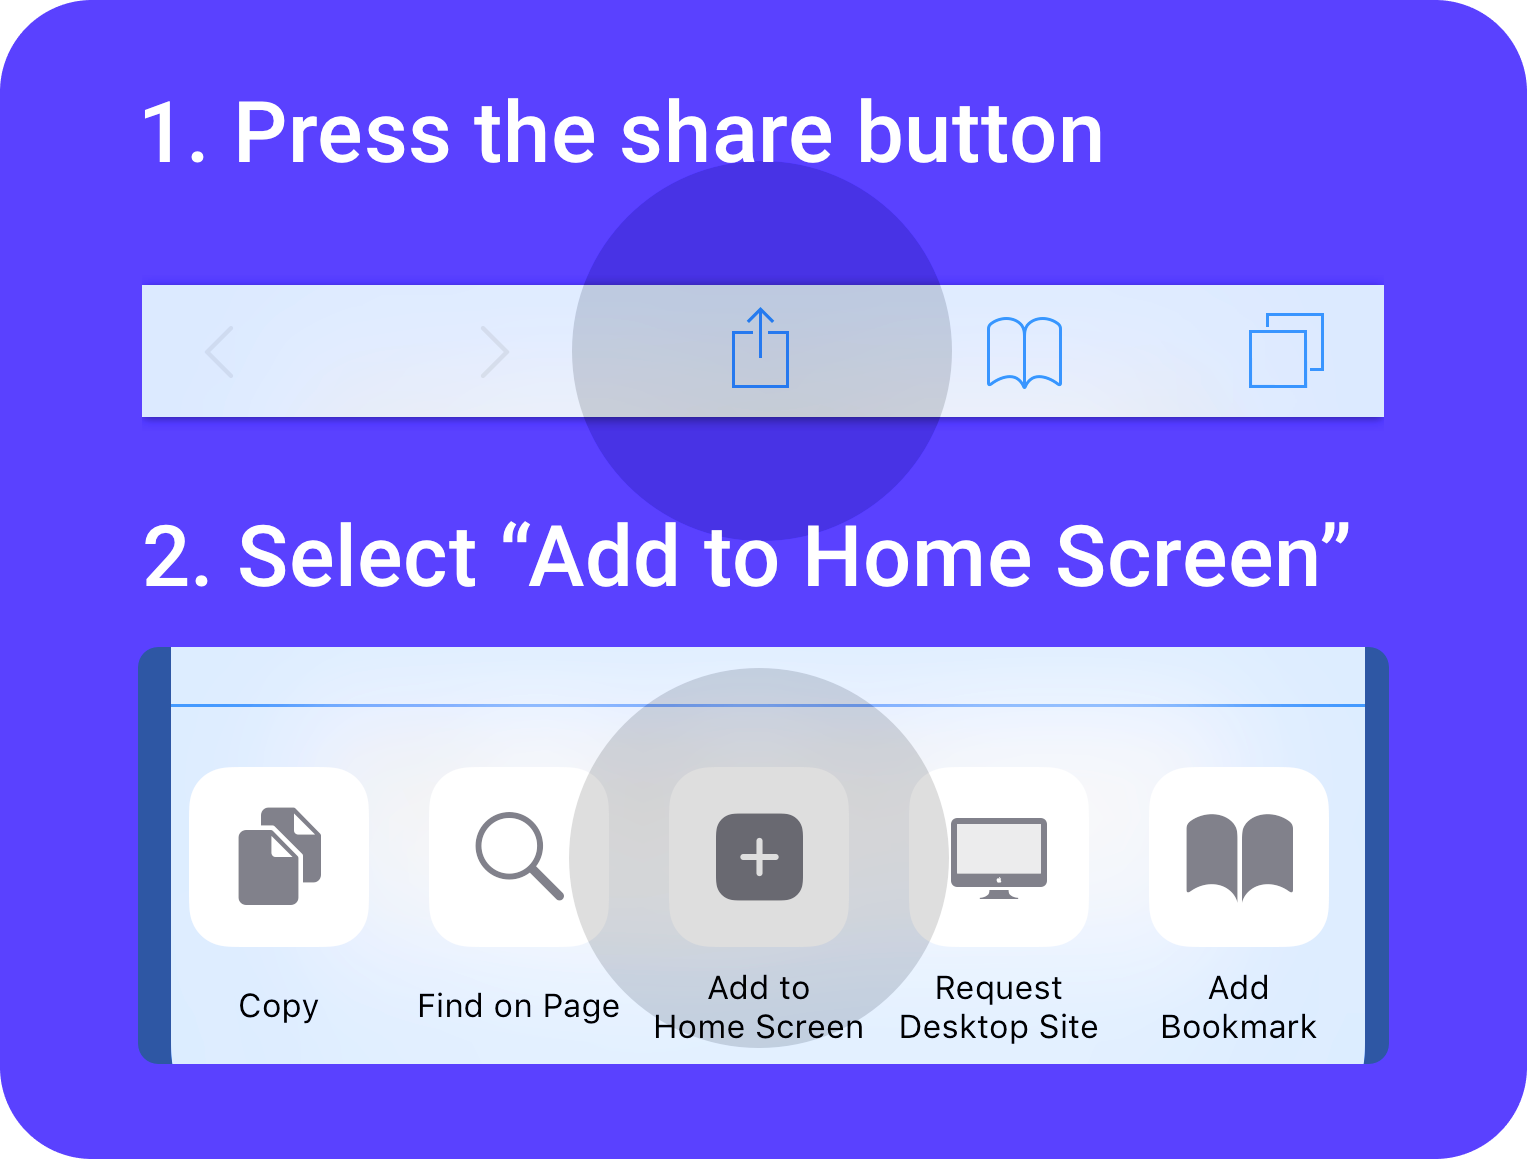 1. Press the share button
2. Select “Add to Home Screen”
Copy
Find on Page
Add to
Home Screen
Request
Desktop Site
Add
Bookmark